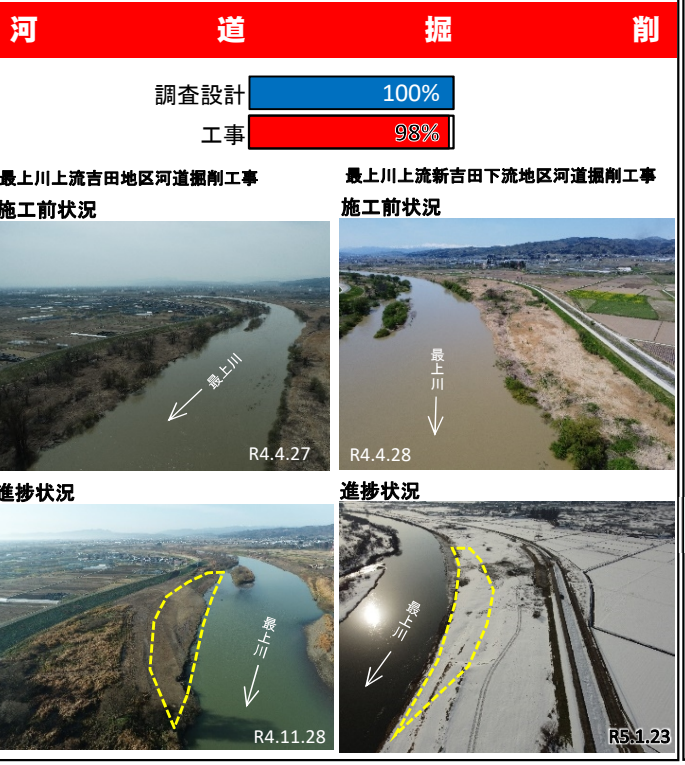 河道掘削
調査設計 100%
工事 98%
最上川上流吉田地区河道掘削工事
施工前状況
最上川
R4.4.27
進捗状況
最上川
R4.11.28
最上川上流新吉田下流地区河道掘削工事
施工前状況
最上川
R4.4.28
進捗状況
最上川
R5.1.23